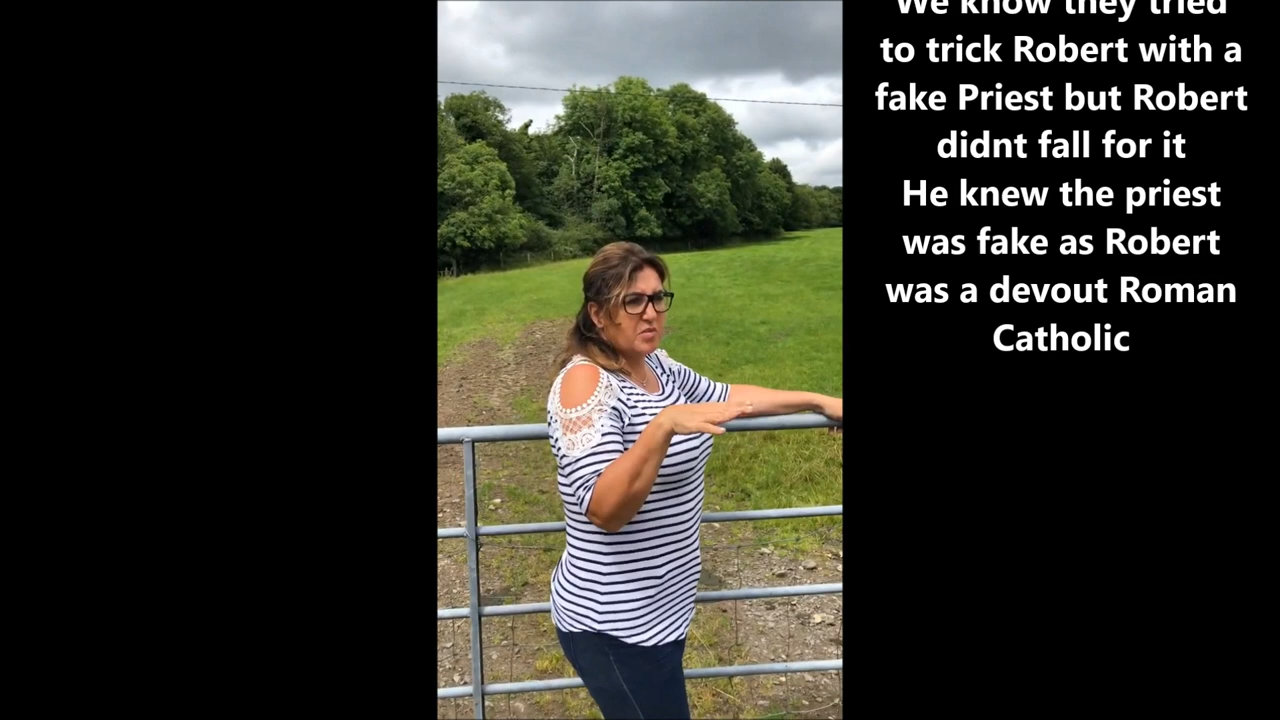 We know they tried
to trick Robert with a
fake Priest but Robert
didnt fall for it
He knew the priest
was fake as Robert
was a devout Roman
Catholic